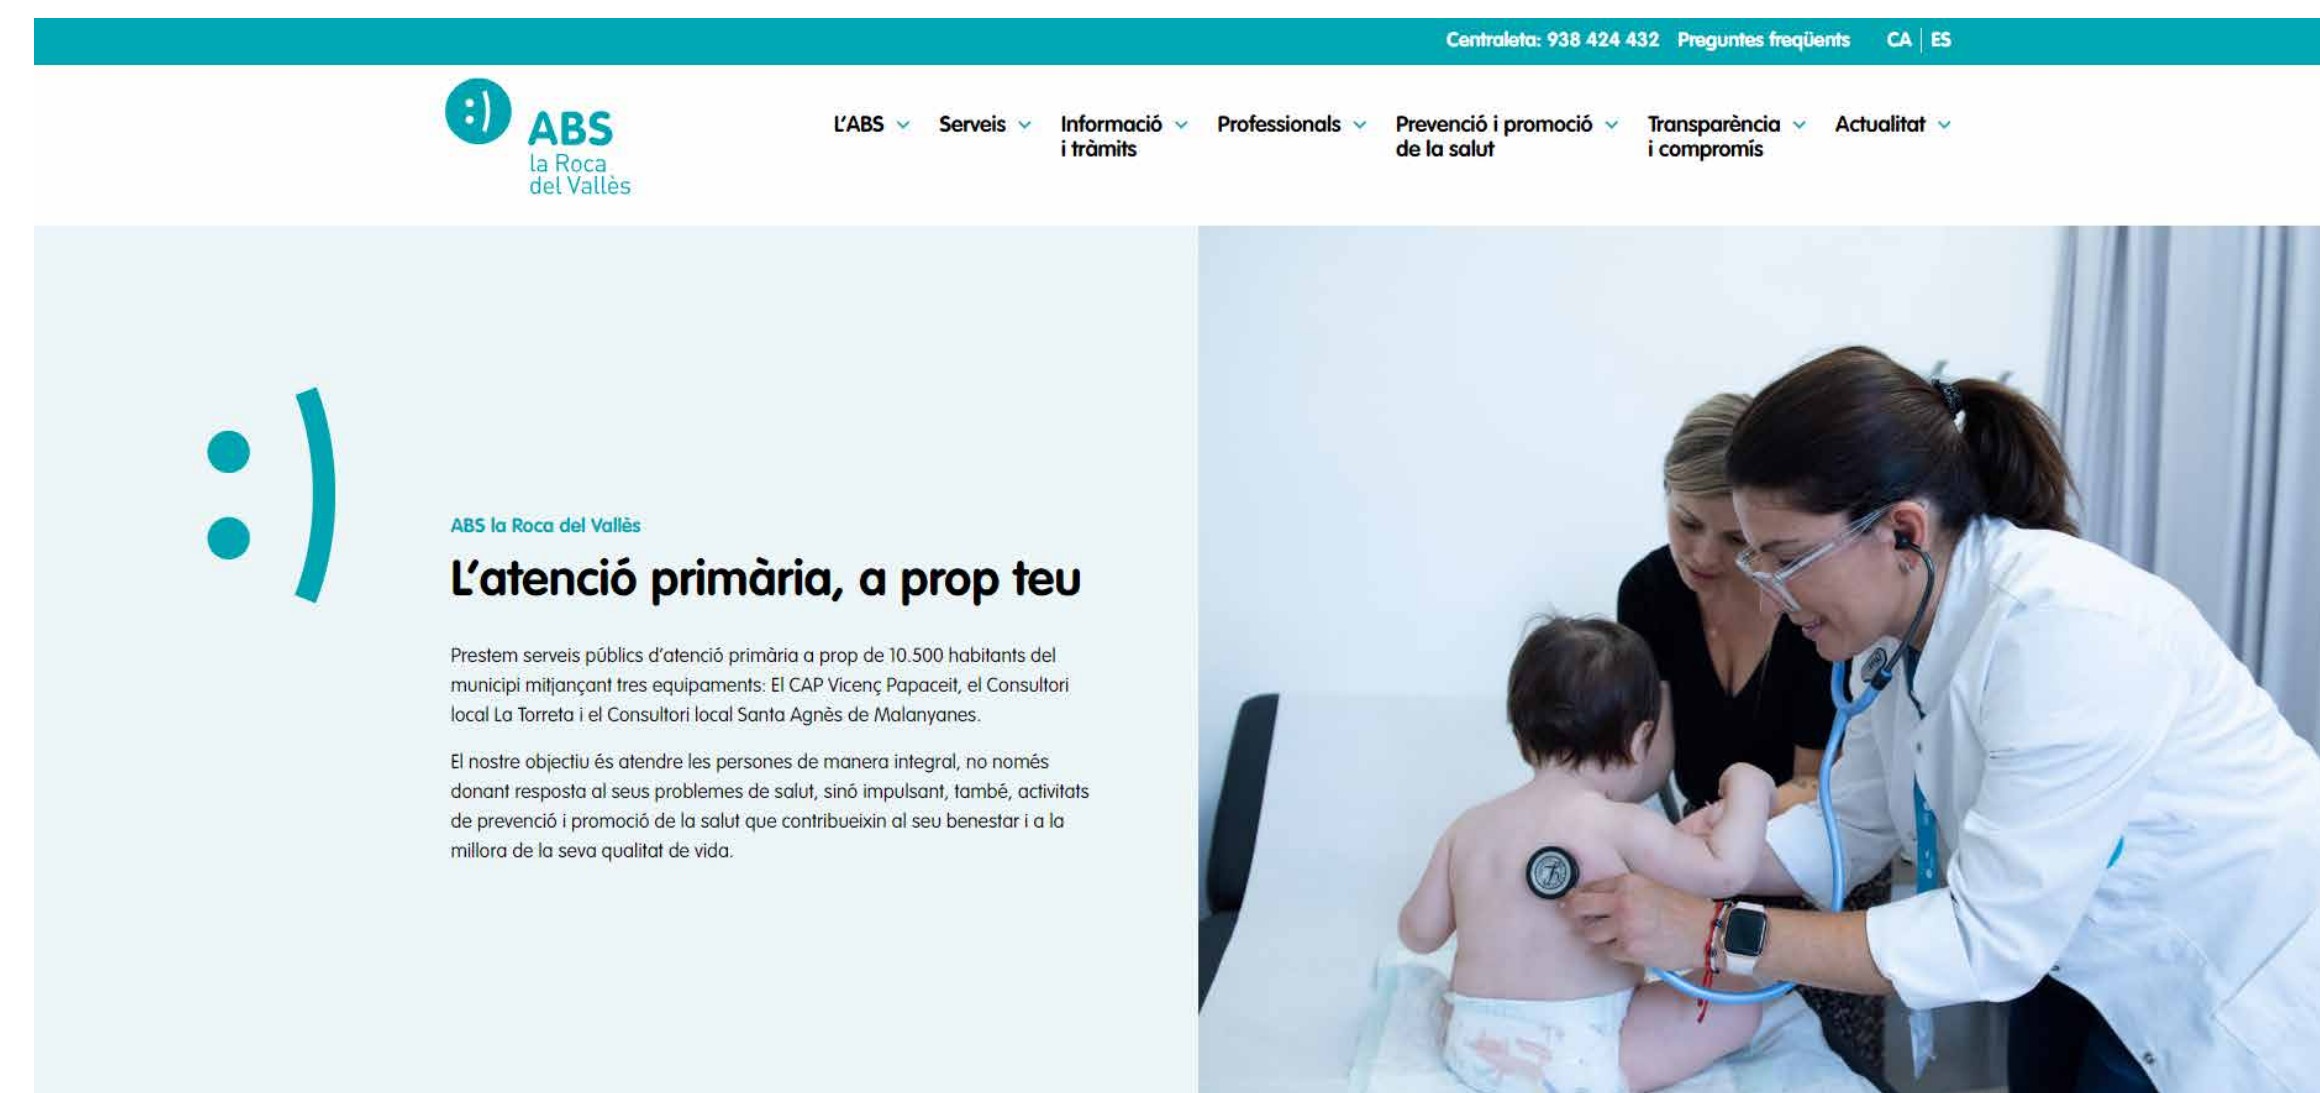 Centraleta: 938 424 432 Preguntes freqüents CA | ES
:)
ABS
la Roca
del Vallès
L'ABS
Serveis
Informació
i tràmits
Professionals
Prevenció i promoció
de la salut
Transparència
i compromís
Actualitat
:)
ABS la Roca del Vallès
L'atenció primària, a prop teu
Prestem serveis públics d'atenció primària a prop de 10.500 habitants del
municipi mitjançant tres equipaments: El CAP Vicenç Papaceit, el Consultori
local La Torreta i el Consultori local Santa Agnès de Malanyanes.
El nostre objectiu és atendre les persones de manera integral, no només
donant resposta al seus problemes de salut, sinó impulsant, també, activitats
de prevenció i promoció de la salut que contribueixin al seu benestar i a la
millora de la seva qualitat de vida.